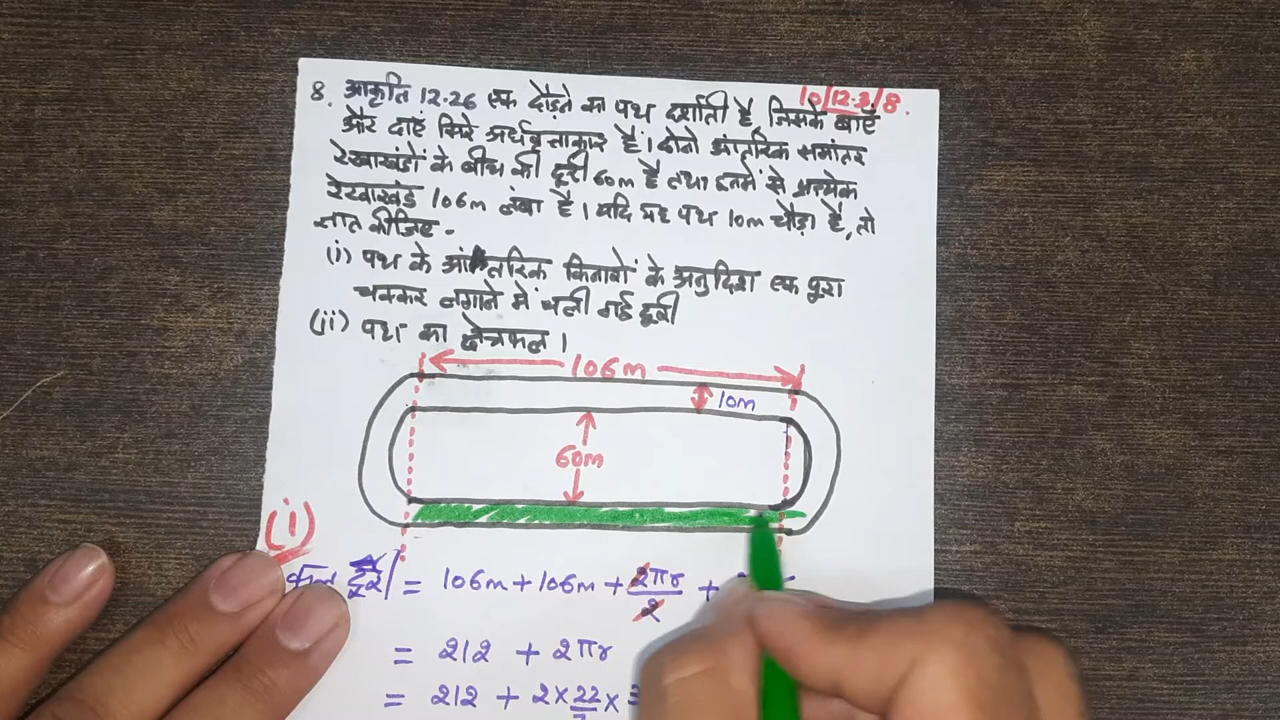 10/12.3/8.
8. आकृति 12.26 एक दौड़ने का पथ दर्शाती है, जिसके बाएँ
और दाएं सिरे अर्धवृत्ताकार हैं। दोनो आंतरिक समांतर
रेखाखंडों के बीच की दूरी 60m है तथा इनमें से प्रत्येक
रेखाखंड 106m लंबा है। यदि यह पथ 10m चौड़ा है, तो
ज्ञात कीजिए -
(i) पथ के आंतरिक किनारों के अनुदिश एक पूरा
चक्कर लगाने में चली गई दूरी
(ii) पथ का क्षेत्रफल।
106m
10m
60m
(i)
= 106m + 106m + 2πr/2 +
= 212 + 2πr
= 212 + 2 × 22/7 ×